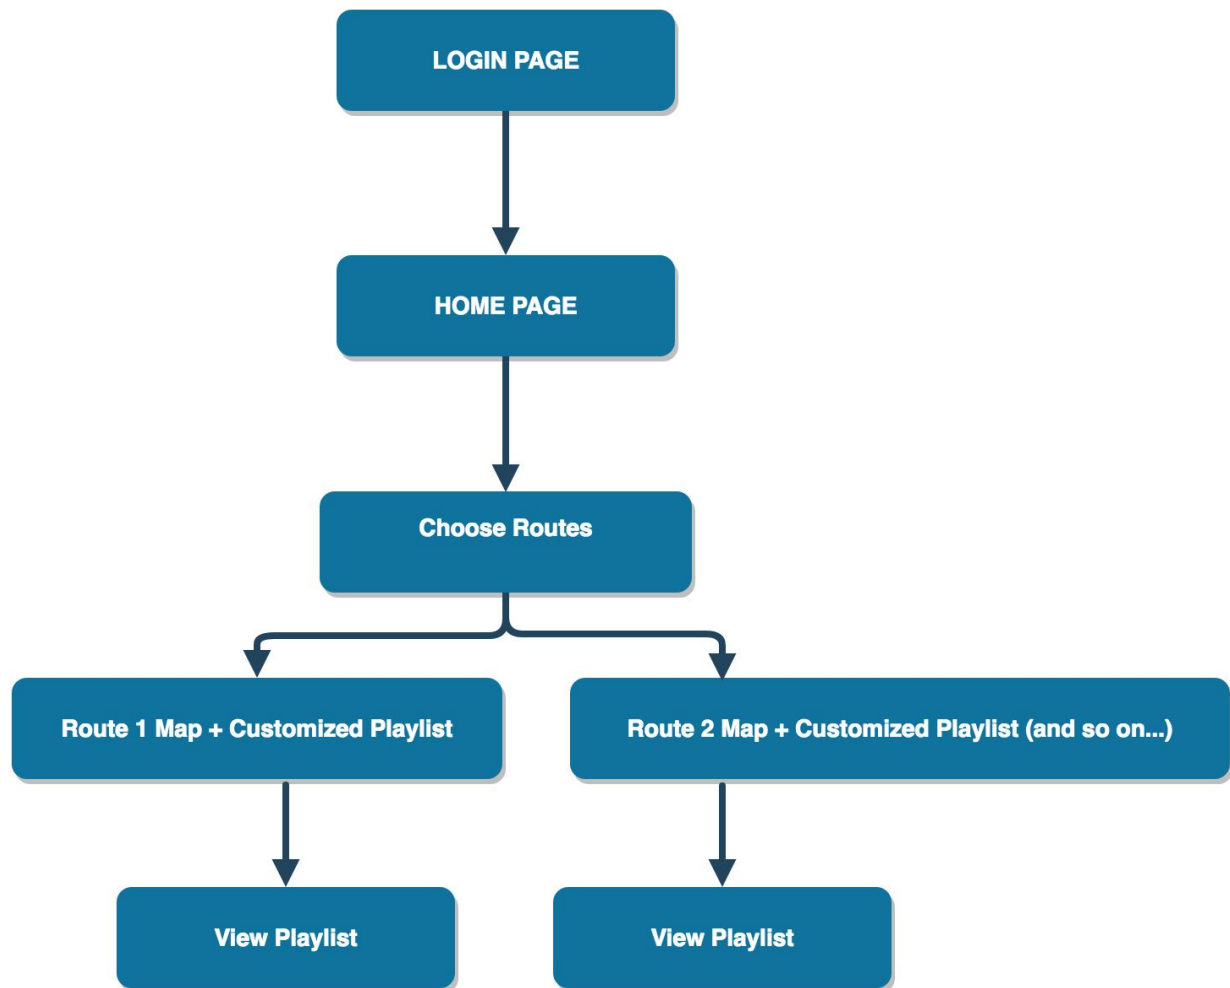 LOGIN PAGE
HOME PAGE
Choose Routes
Route 1 Map + Customized Playlist
Route 2 Map + Customized Playlist (and so on...)
View Playlist
View Playlist